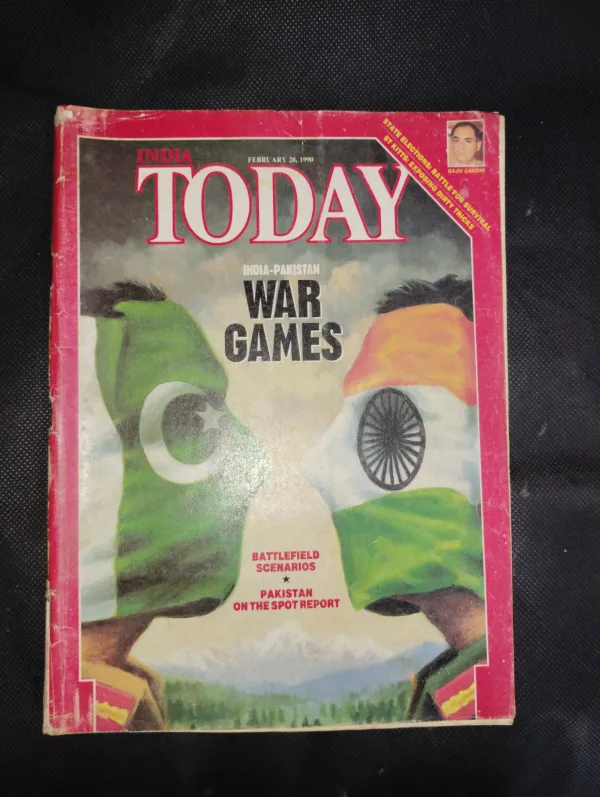 INDIA
TODAY
FEBRUARY 28, 1990
STATE ELECTIONS: BATTLE FOR SURVIVAL
ST KITTS: EXPOSING DIRTY TRICKS
RAJIV GANDHI
INDIA-PAKISTAN
WAR
GAMES
BATTLEFIELD
SCENARIOS
★
PAKISTAN
ON THE SPOT REPORT